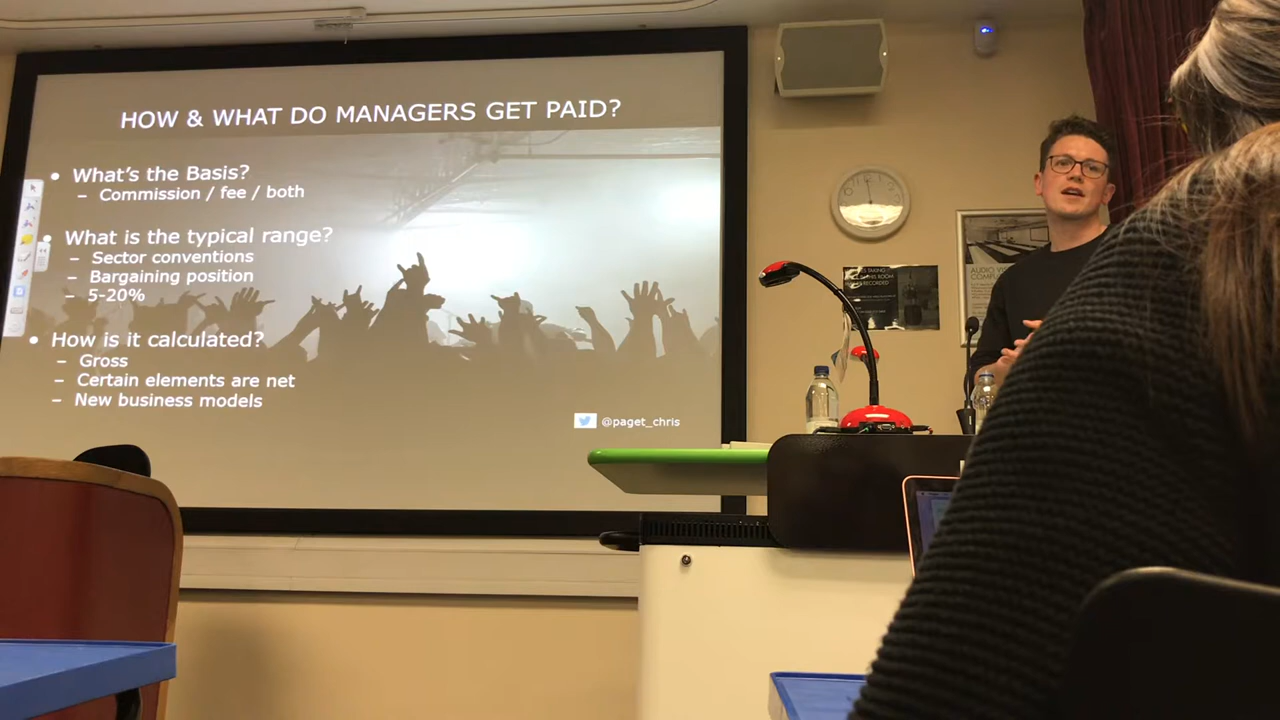 HOW & WHAT DO MANAGERS GET PAID?
• What's the Basis?
– Commission / fee / both
• What is the typical range?
– Sector conventions
– Bargaining position
– 5-20%
• How is it calculated?
– Gross
– Certain elements are net
– New business models
@paget_chris